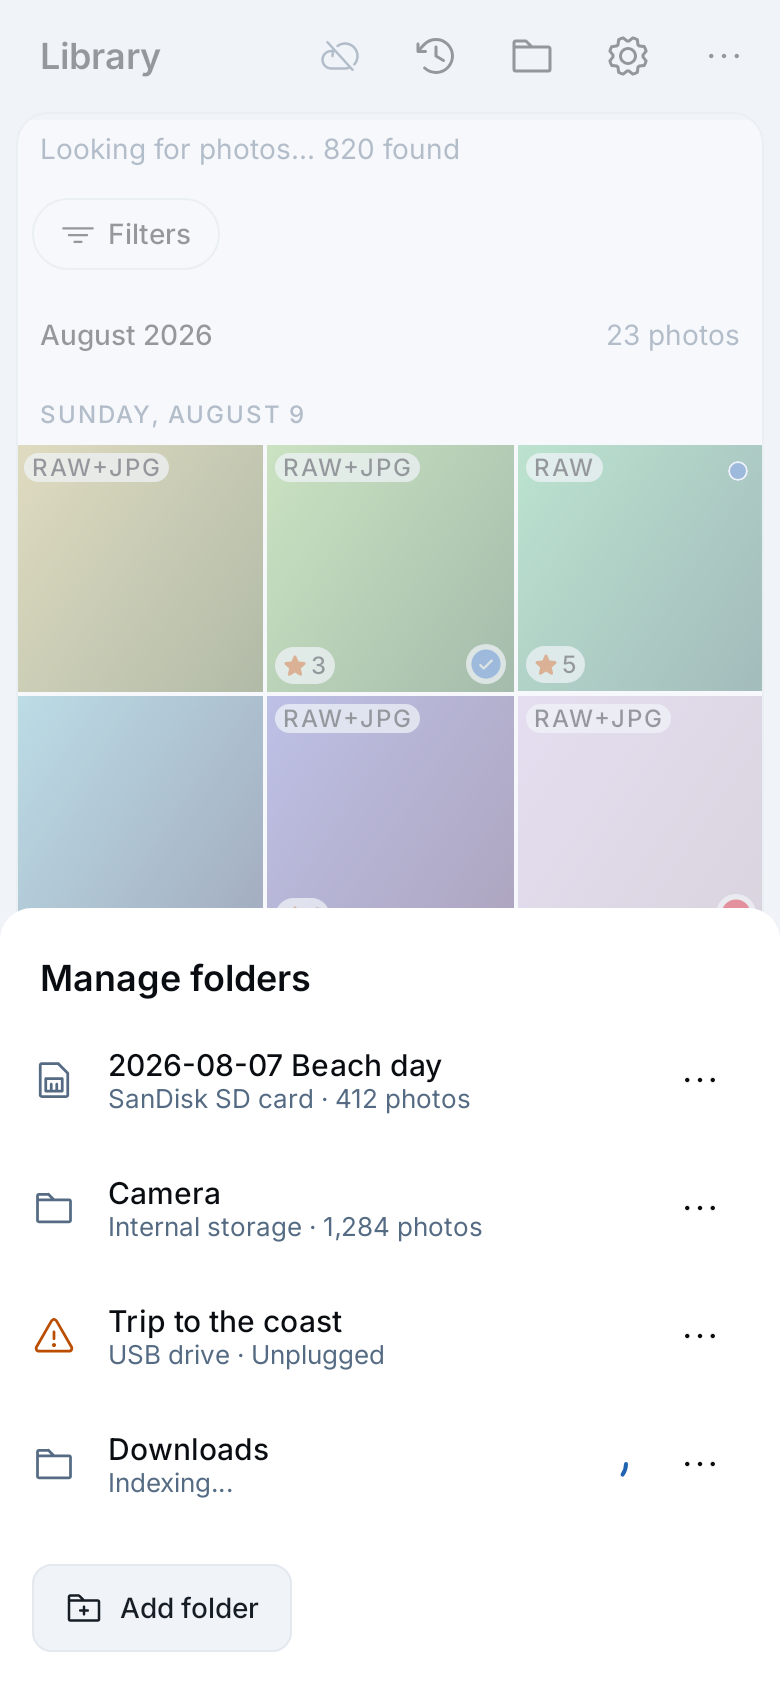 Library
Looking for photos... 820 found
Filters
August 2026
23 photos
SUNDAY, AUGUST 9
RAW+JPG
RAW+JPG
RAW
3
5
RAW+JPG
RAW+JPG
Manage folders
2026-08-07 Beach day
SanDisk SD card · 412 photos
Camera
Internal storage · 1,284 photos
Trip to the coast
USB drive · Unplugged
Downloads
Indexing...
Add folder